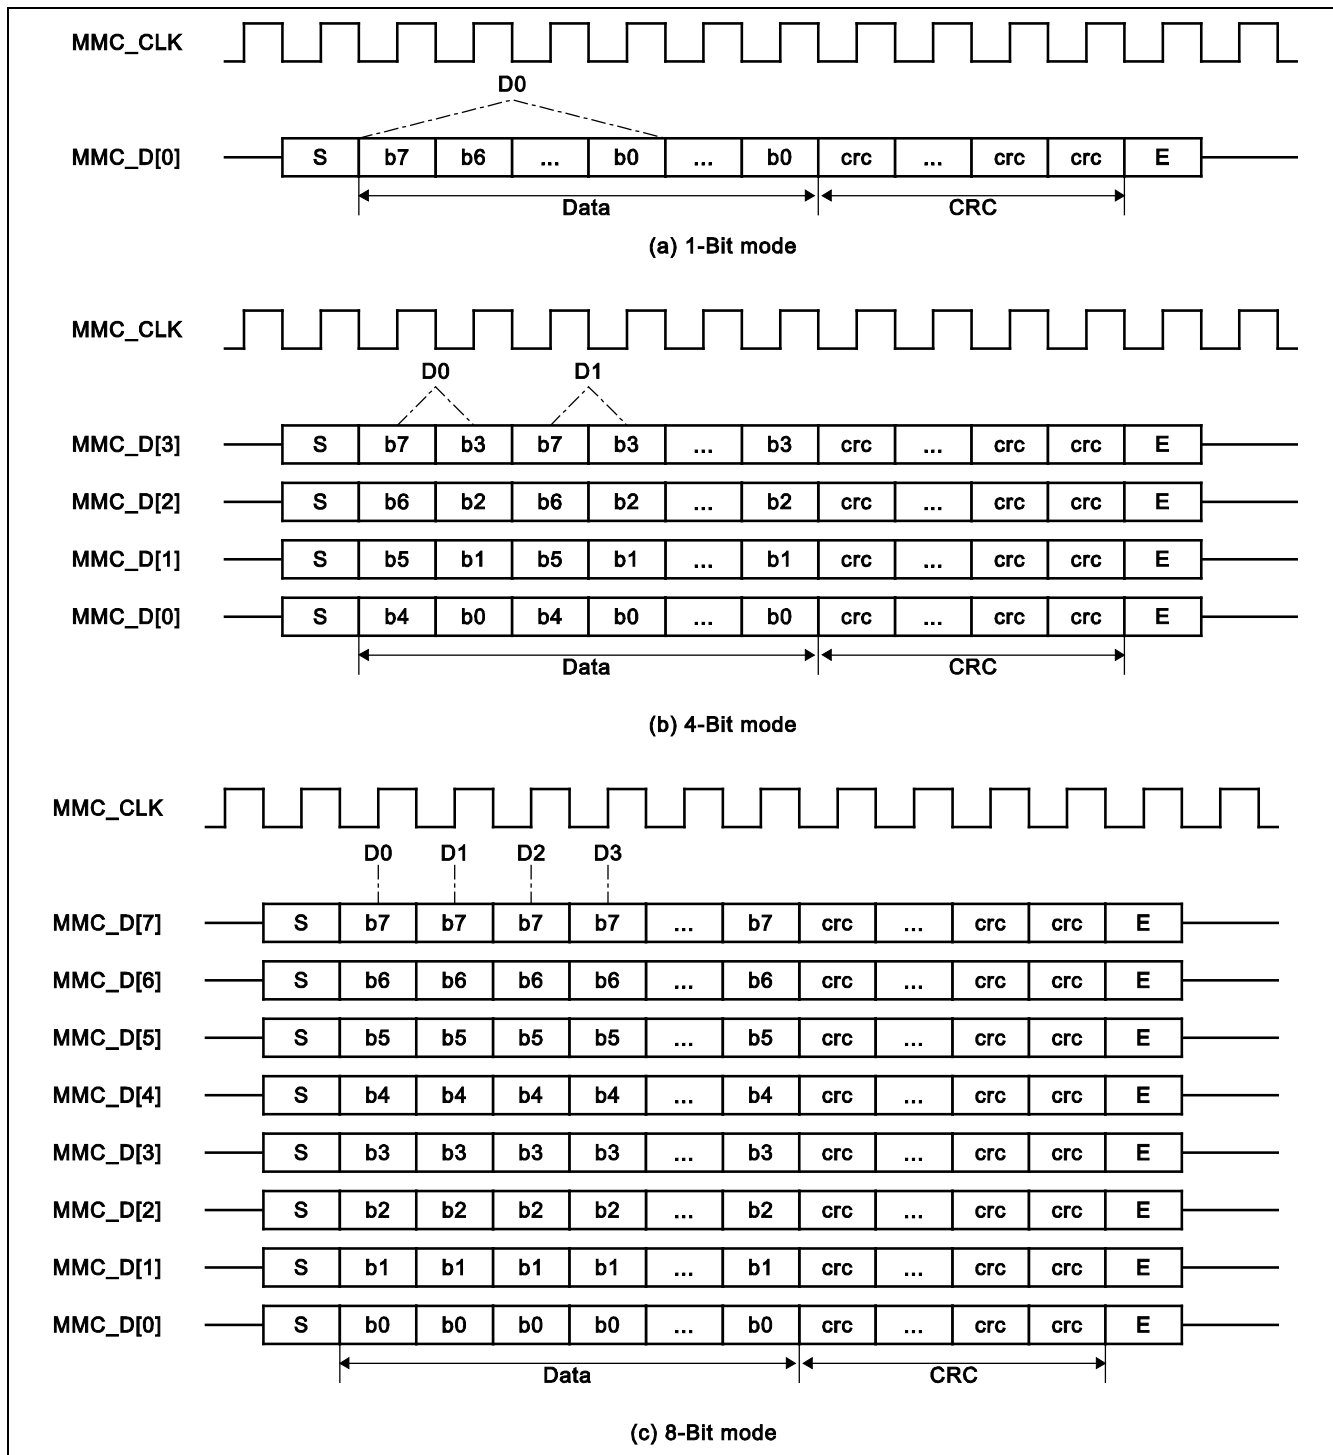 MMC_CLK
D0
MMC_D[0] S b7 b6 ... b0 ... b0 crc ... crc crc E
Data CRC
(a) 1-Bit mode
MMC_CLK
D0 D1
MMC_D[3] S b7 b3 b7 b3 ... b3 crc ... crc crc E
MMC_D[2] S b6 b2 b6 b2 ... b2 crc ... crc crc E
MMC_D[1] S b5 b1 b5 b1 ... b1 crc ... crc crc E
MMC_D[0] S b4 b0 b4 b0 ... b0 crc ... crc crc E
Data CRC
(b) 4-Bit mode
MMC_CLK
D0 D1 D2 D3
MMC_D[7] S b7 b7 b7 b7 ... b7 crc ... crc crc E
MMC_D[6] S b6 b6 b6 b6 ... b6 crc ... crc crc E
MMC_D[5] S b5 b5 b5 b5 ... b5 crc ... crc crc E
MMC_D[4] S b4 b4 b4 b4 ... b4 crc ... crc crc E
MMC_D[3] S b3 b3 b3 b3 ... b3 crc ... crc crc E
MMC_D[2] S b2 b2 b2 b2 ... b2 crc ... crc crc E
MMC_D[1] S b1 b1 b1 b1 ... b1 crc ... crc crc E
MMC_D[0] S b0 b0 b0 b0 ... b0 crc ... crc crc E
Data CRC
(c) 8-Bit mode